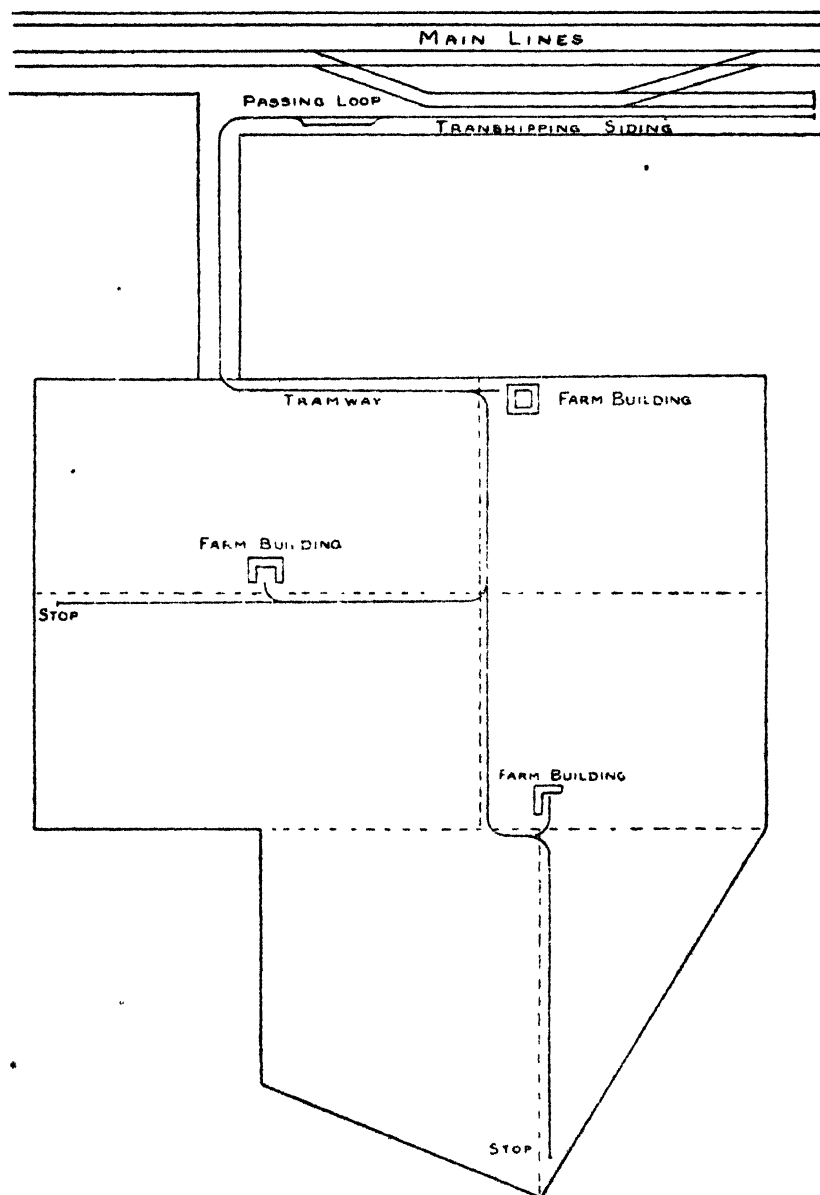 MAIN LINES
PASSING LOOP
TRANSHIPPING SIDING
TRAMWAY
FARM BUILDING
FARM BUILDING
STOP
FARM BUILDING
STOP